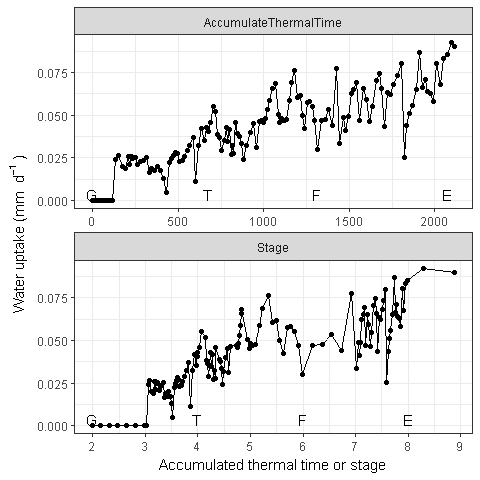 AccumulateThermalTime
0.075
0.050
0.025
0.000
G T F E
0 500 1000 1500 2000
Stage
0.075
0.050
0.025
0.000
G T F E
2 3 4 5 6 7 8 9
Accumulated thermal time or stage
Water uptake (mm d⁻¹)